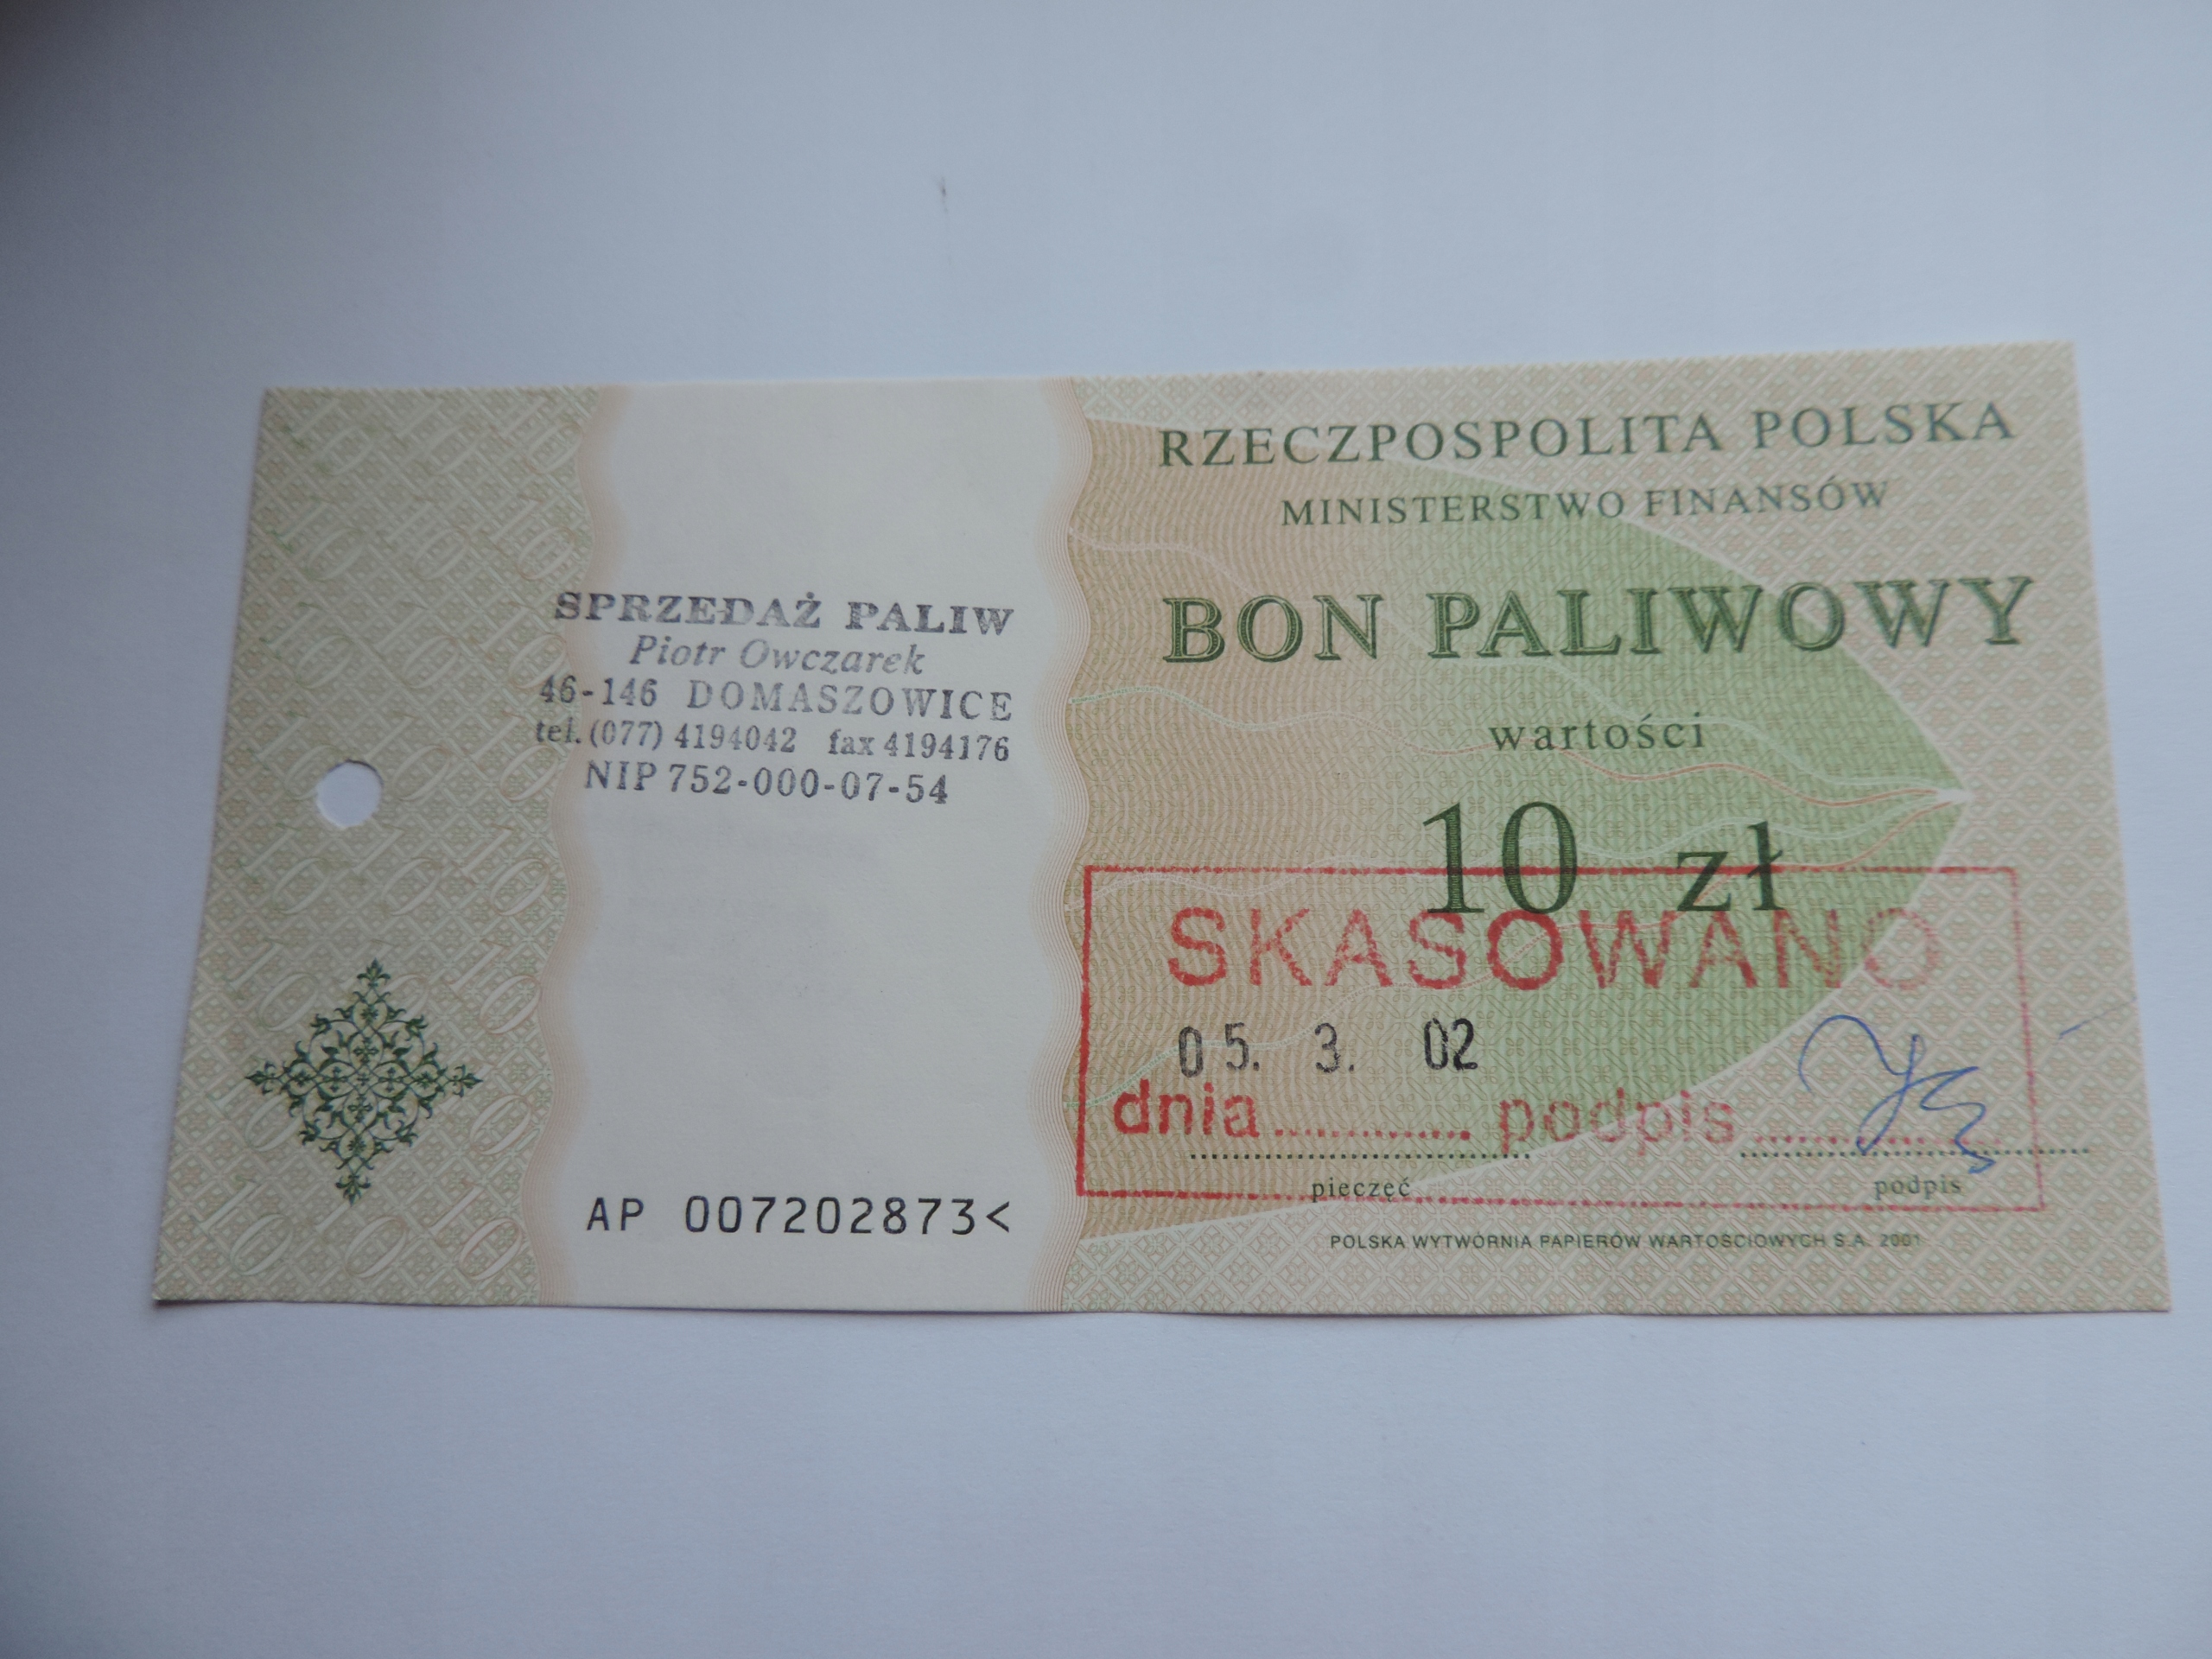 SPRZEDAŻ PALIW
Piotr Owczarek
46-146 DOMASZOWICE
tel. (077) 4194042 fax 4194176
NIP 752-000-07-54
AP 007202873<
RZECZPOSPOLITA POLSKA
MINISTERSTWO FINANSÓW
BON PALIWOWY
wartości
10 zł
SKASOWANO
05. 3. 02
dnia.............. podpis..............
pieczęć podpis
POLSKA WYTWÓRNIA PAPIERÓW WARTOŚCIOWYCH S.A. 2001